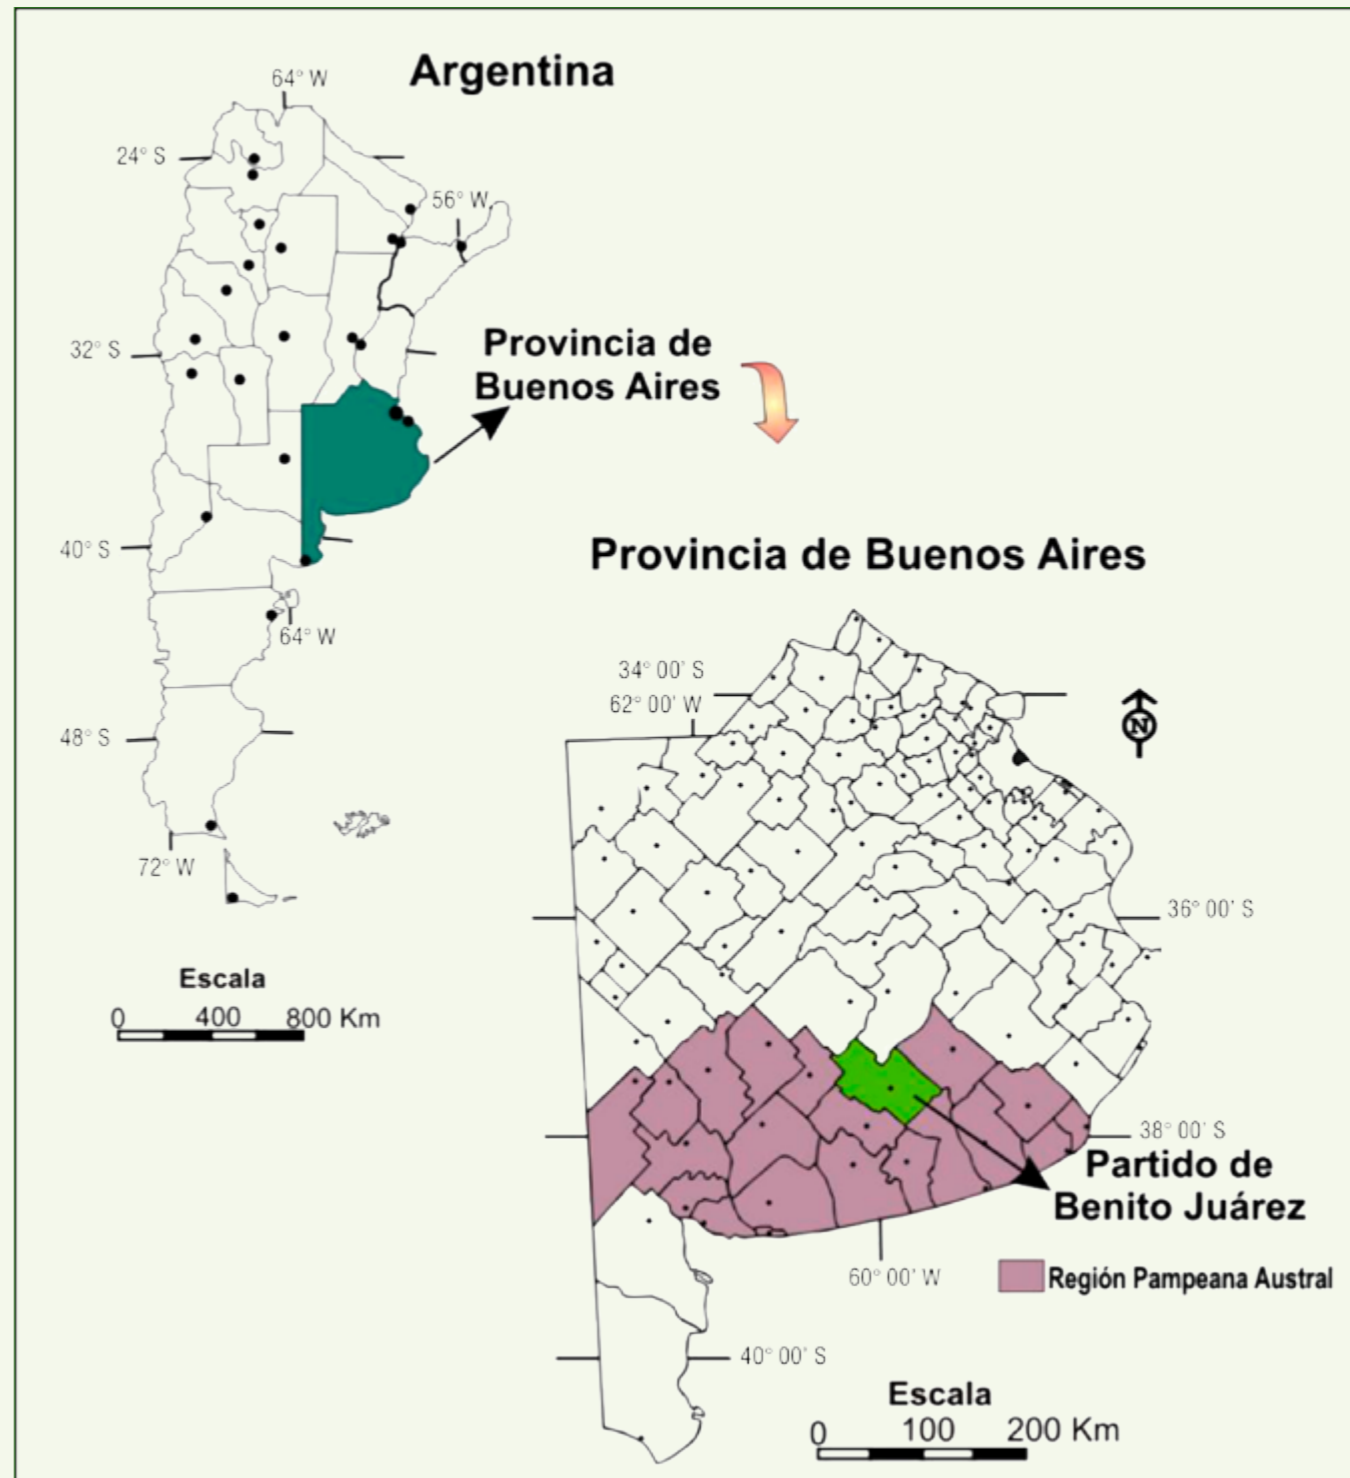 Argentina
64° W
24° S
56° W
32° S
Provincia de
Buenos Aires
40° S
64° W
48° S
72° W
Escala
0 400 800 Km
Provincia de Buenos Aires
34° 00' S
62° 00' W
N
36° 00' S
38° 00' S
Partido de
Benito Juárez
60° 00' W
Región Pampeana Austral
40° 00' S
Escala
0 100 200 Km